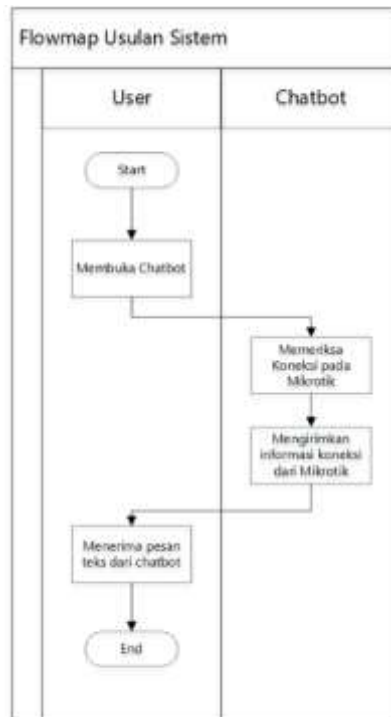 Flowmap Usulan Sistem
User
Chatbot
Start
Membuka Chatbot
Memeriksa
Koneksi pada
Mikrotik
Mengirimkan
informasi koneksi
dari Mikrotik
Menerima pesan
teks dari chatbot
End